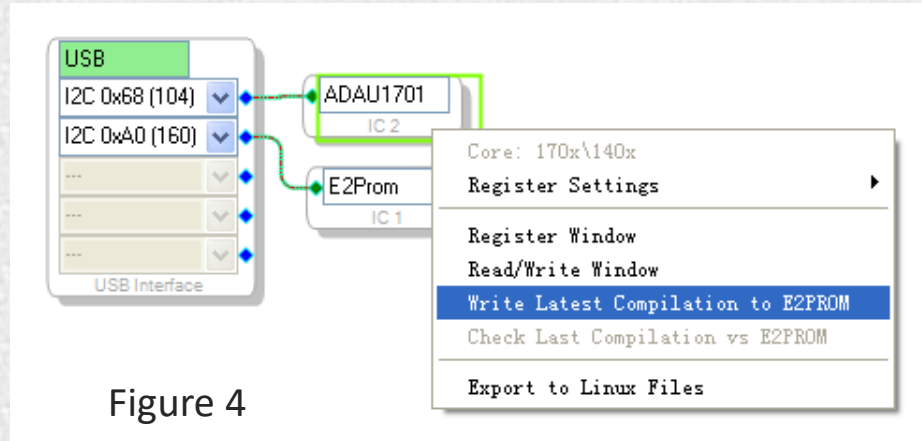 USB
I2C 0x68 (104)
I2C 0xA0 (160)
---
---
---
USB Interface
ADAU1701
IC 2
E2Prom
IC 1
Core: 170x\140x
Register Settings
Register Window
Read/Write Window
Write Latest Compilation to E2PROM
Check Last Compilation vs E2PROM
Export to Linux Files
Figure 4